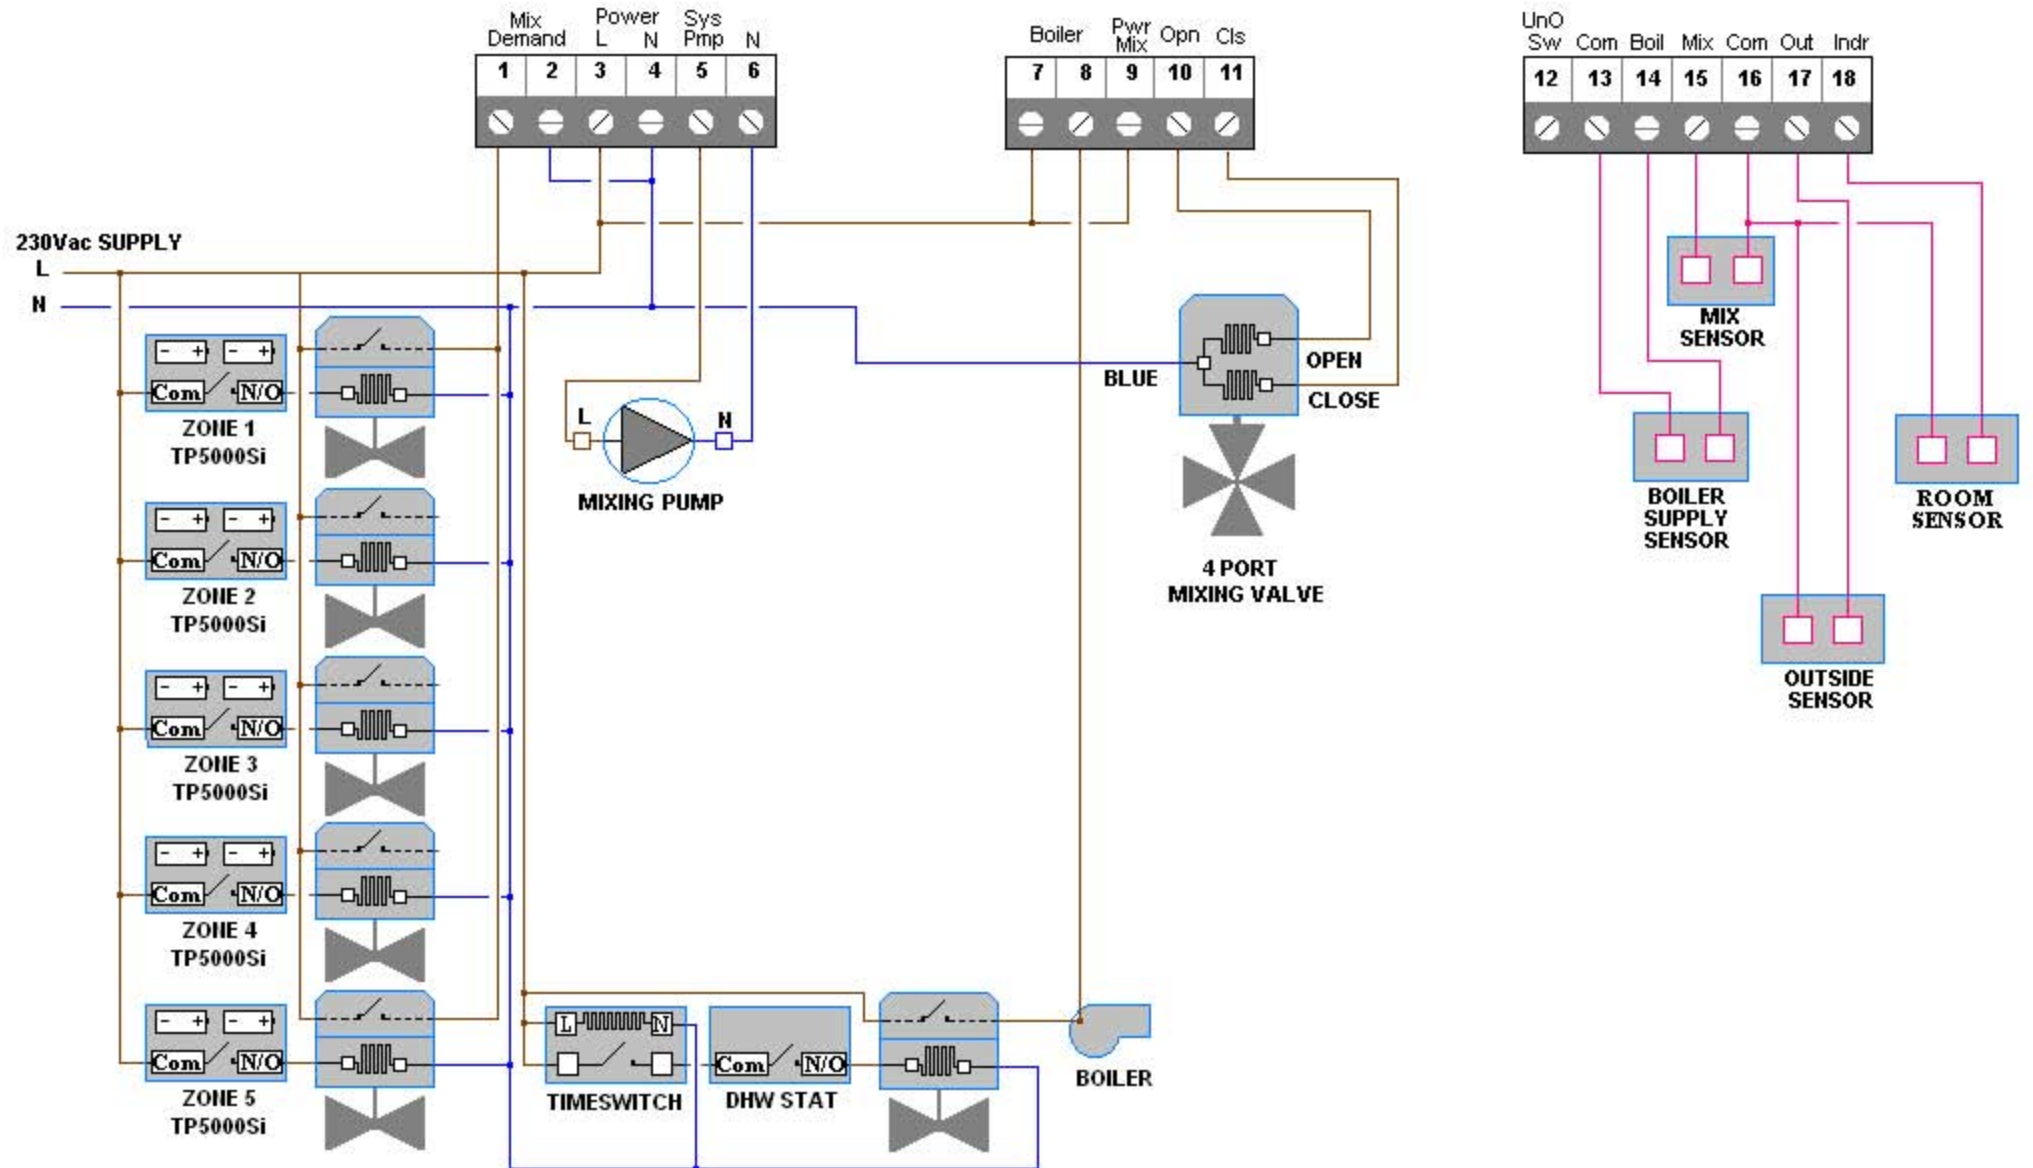 Mix
Demand
Power
L N
Sys
Pmp
N
1 2 3 4 5 6
Boiler
Pwr
Mix
Opn
Cls
7 8 9 10 11
UnO
Sw
Com
Boil
Mix
Com
Out
Indr
12 13 14 15 16 17 18
230Vac SUPPLY
L
N
- + - +
Com N/O
ZONE 1
TP5000Si
- + - +
Com N/O
ZONE 2
TP5000Si
- + - +
Com N/O
ZONE 3
TP5000Si
- + - +
Com N/O
ZONE 4
TP5000Si
- + - +
Com N/O
ZONE 5
TP5000Si
L
N
MIXING PUMP
BLUE
OPEN
CLOSE
4 PORT
MIXING VALVE
MIX
SENSOR
BOILER
SUPPLY
SENSOR
ROOM
SENSOR
OUTSIDE
SENSOR
L N
TIMESWITCH
Com N/O
DHW STAT
BOILER